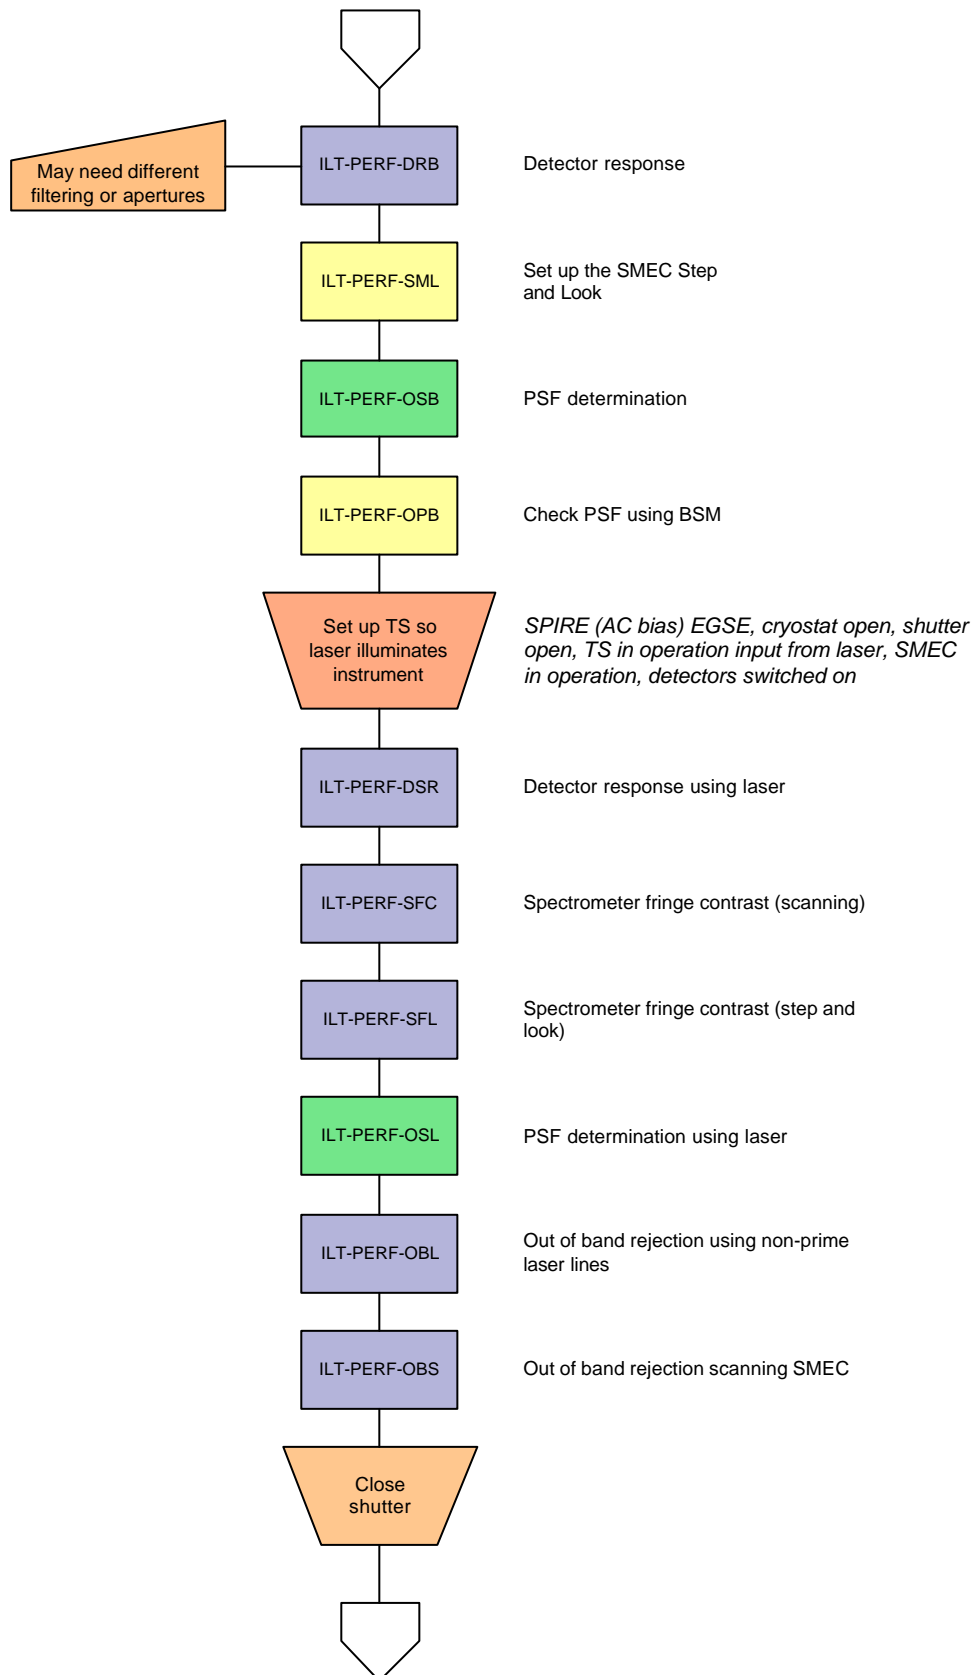 ILT-PERF-DRB
Detector response
May need different
filtering or apertures
ILT-PERF-SML
Set up the SMEC Step
and Look
ILT-PERF-OSB
PSF determination
ILT-PERF-OPB
Check PSF using BSM
Set up TS so
laser illuminates
instrument
SPIRE (AC bias) EGSE, cryostat open, shutter
open, TS in operation input from laser, SMEC
in operation, detectors switched on
ILT-PERF-DSR
Detector response using laser
ILT-PERF-SFC
Spectrometer fringe contrast (scanning)
ILT-PERF-SFL
Spectrometer fringe contrast (step and
look)
ILT-PERF-OSL
PSF determination using laser
ILT-PERF-OBL
Out of band rejection using non-prime
laser lines
ILT-PERF-OBS
Out of band rejection scanning SMEC
Close
shutter